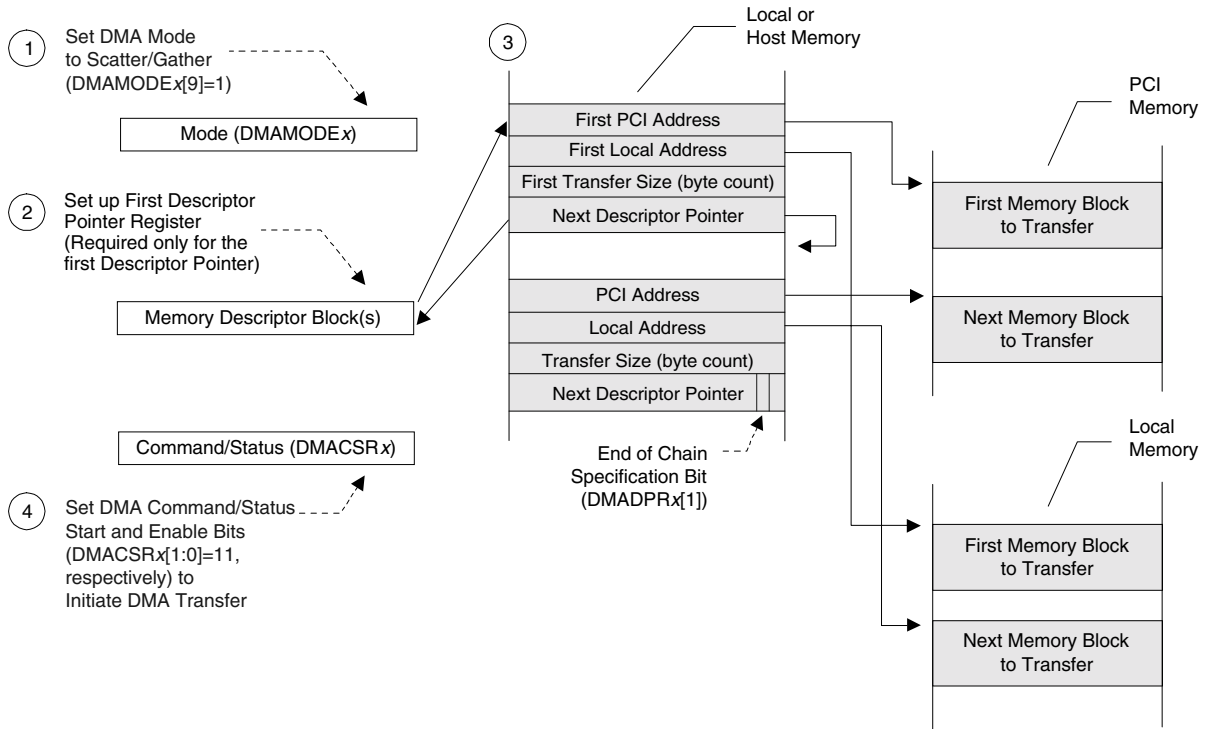 1
Set DMA Mode
to Scatter/Gather
(DMAMODEx[9]=1)
Mode (DMAMODEx)
2
Set up First Descriptor
Pointer Register
(Required only for the
first Descriptor Pointer)
Memory Descriptor Block(s)
Command/Status (DMACSRx)
4
Set DMA Command/Status
Start and Enable Bits
(DMACSRx[1:0]=11,
respectively) to
Initiate DMA Transfer
3
Local or
Host Memory
First PCI Address
First Local Address
First Transfer Size (byte count)
Next Descriptor Pointer
PCI Address
Local Address
Transfer Size (byte count)
Next Descriptor Pointer
End of Chain
Specification Bit
(DMADPRx[1])
PCI
Memory
First Memory Block
to Transfer
Next Memory Block
to Transfer
Local
Memory
First Memory Block
to Transfer
Next Memory Block
to Transfer